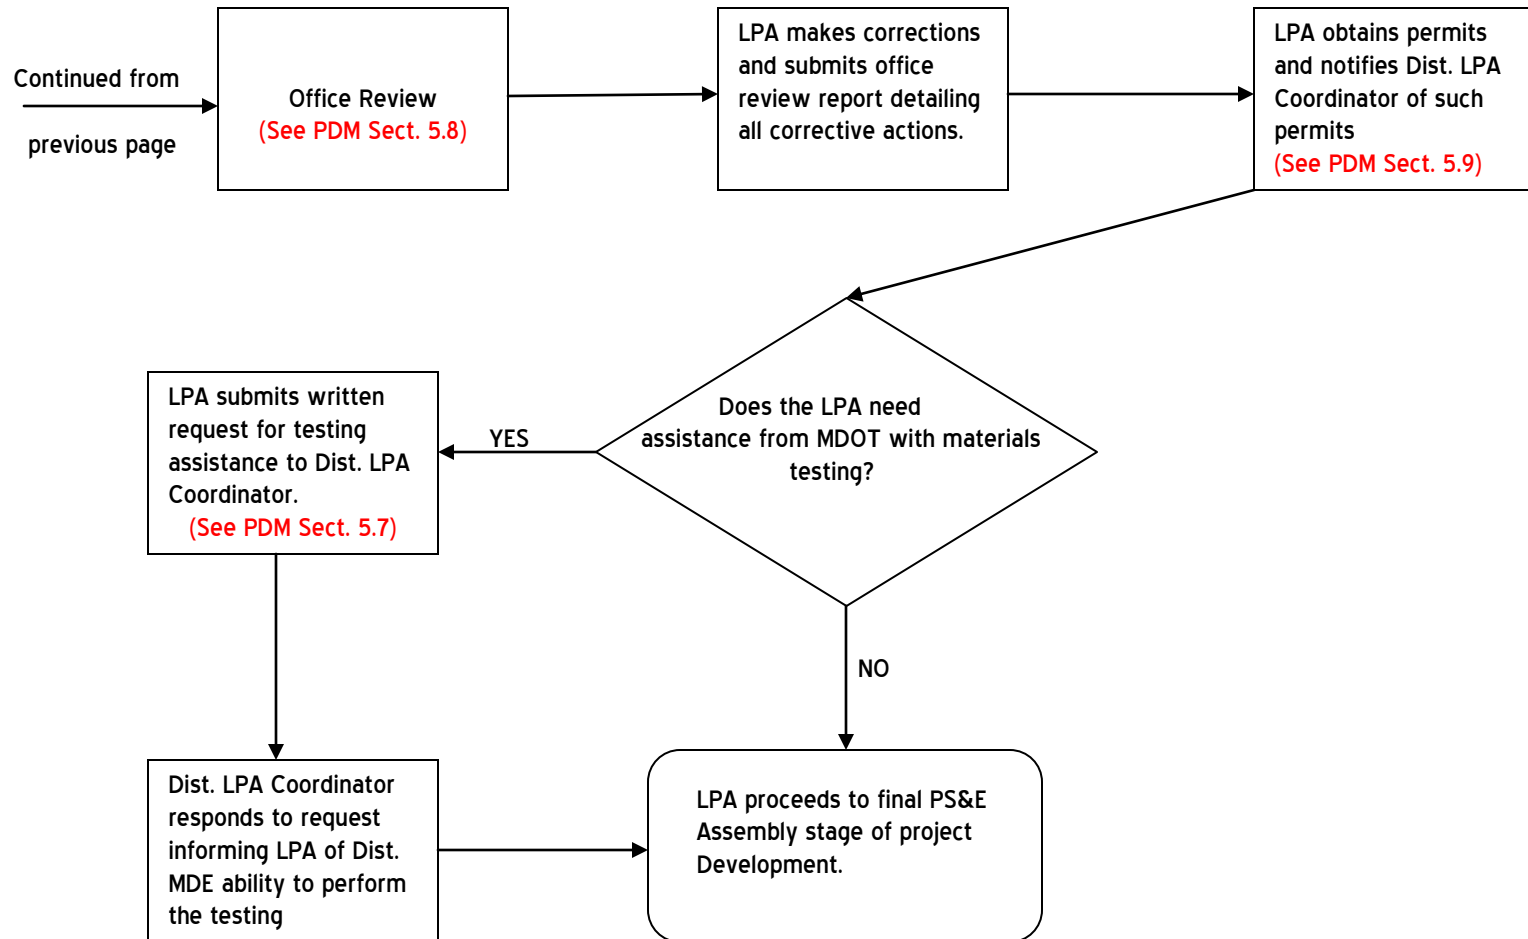 Continued from
previous page
Office Review
(See PDM Sect. 5.8)
LPA makes corrections
and submits office
review report detailing
all corrective actions.
LPA obtains permits
and notifies Dist. LPA
Coordinator of such
permits
(See PDM Sect. 5.9)
Does the LPA need
assistance from MDOT with materials
testing?
YES
LPA submits written
request for testing
assistance to Dist. LPA
Coordinator.
(See PDM Sect. 5.7)
NO
Dist. LPA Coordinator
responds to request
informing LPA of Dist.
MDE ability to perform
the testing
LPA proceeds to final PS&E
Assembly stage of project
Development.